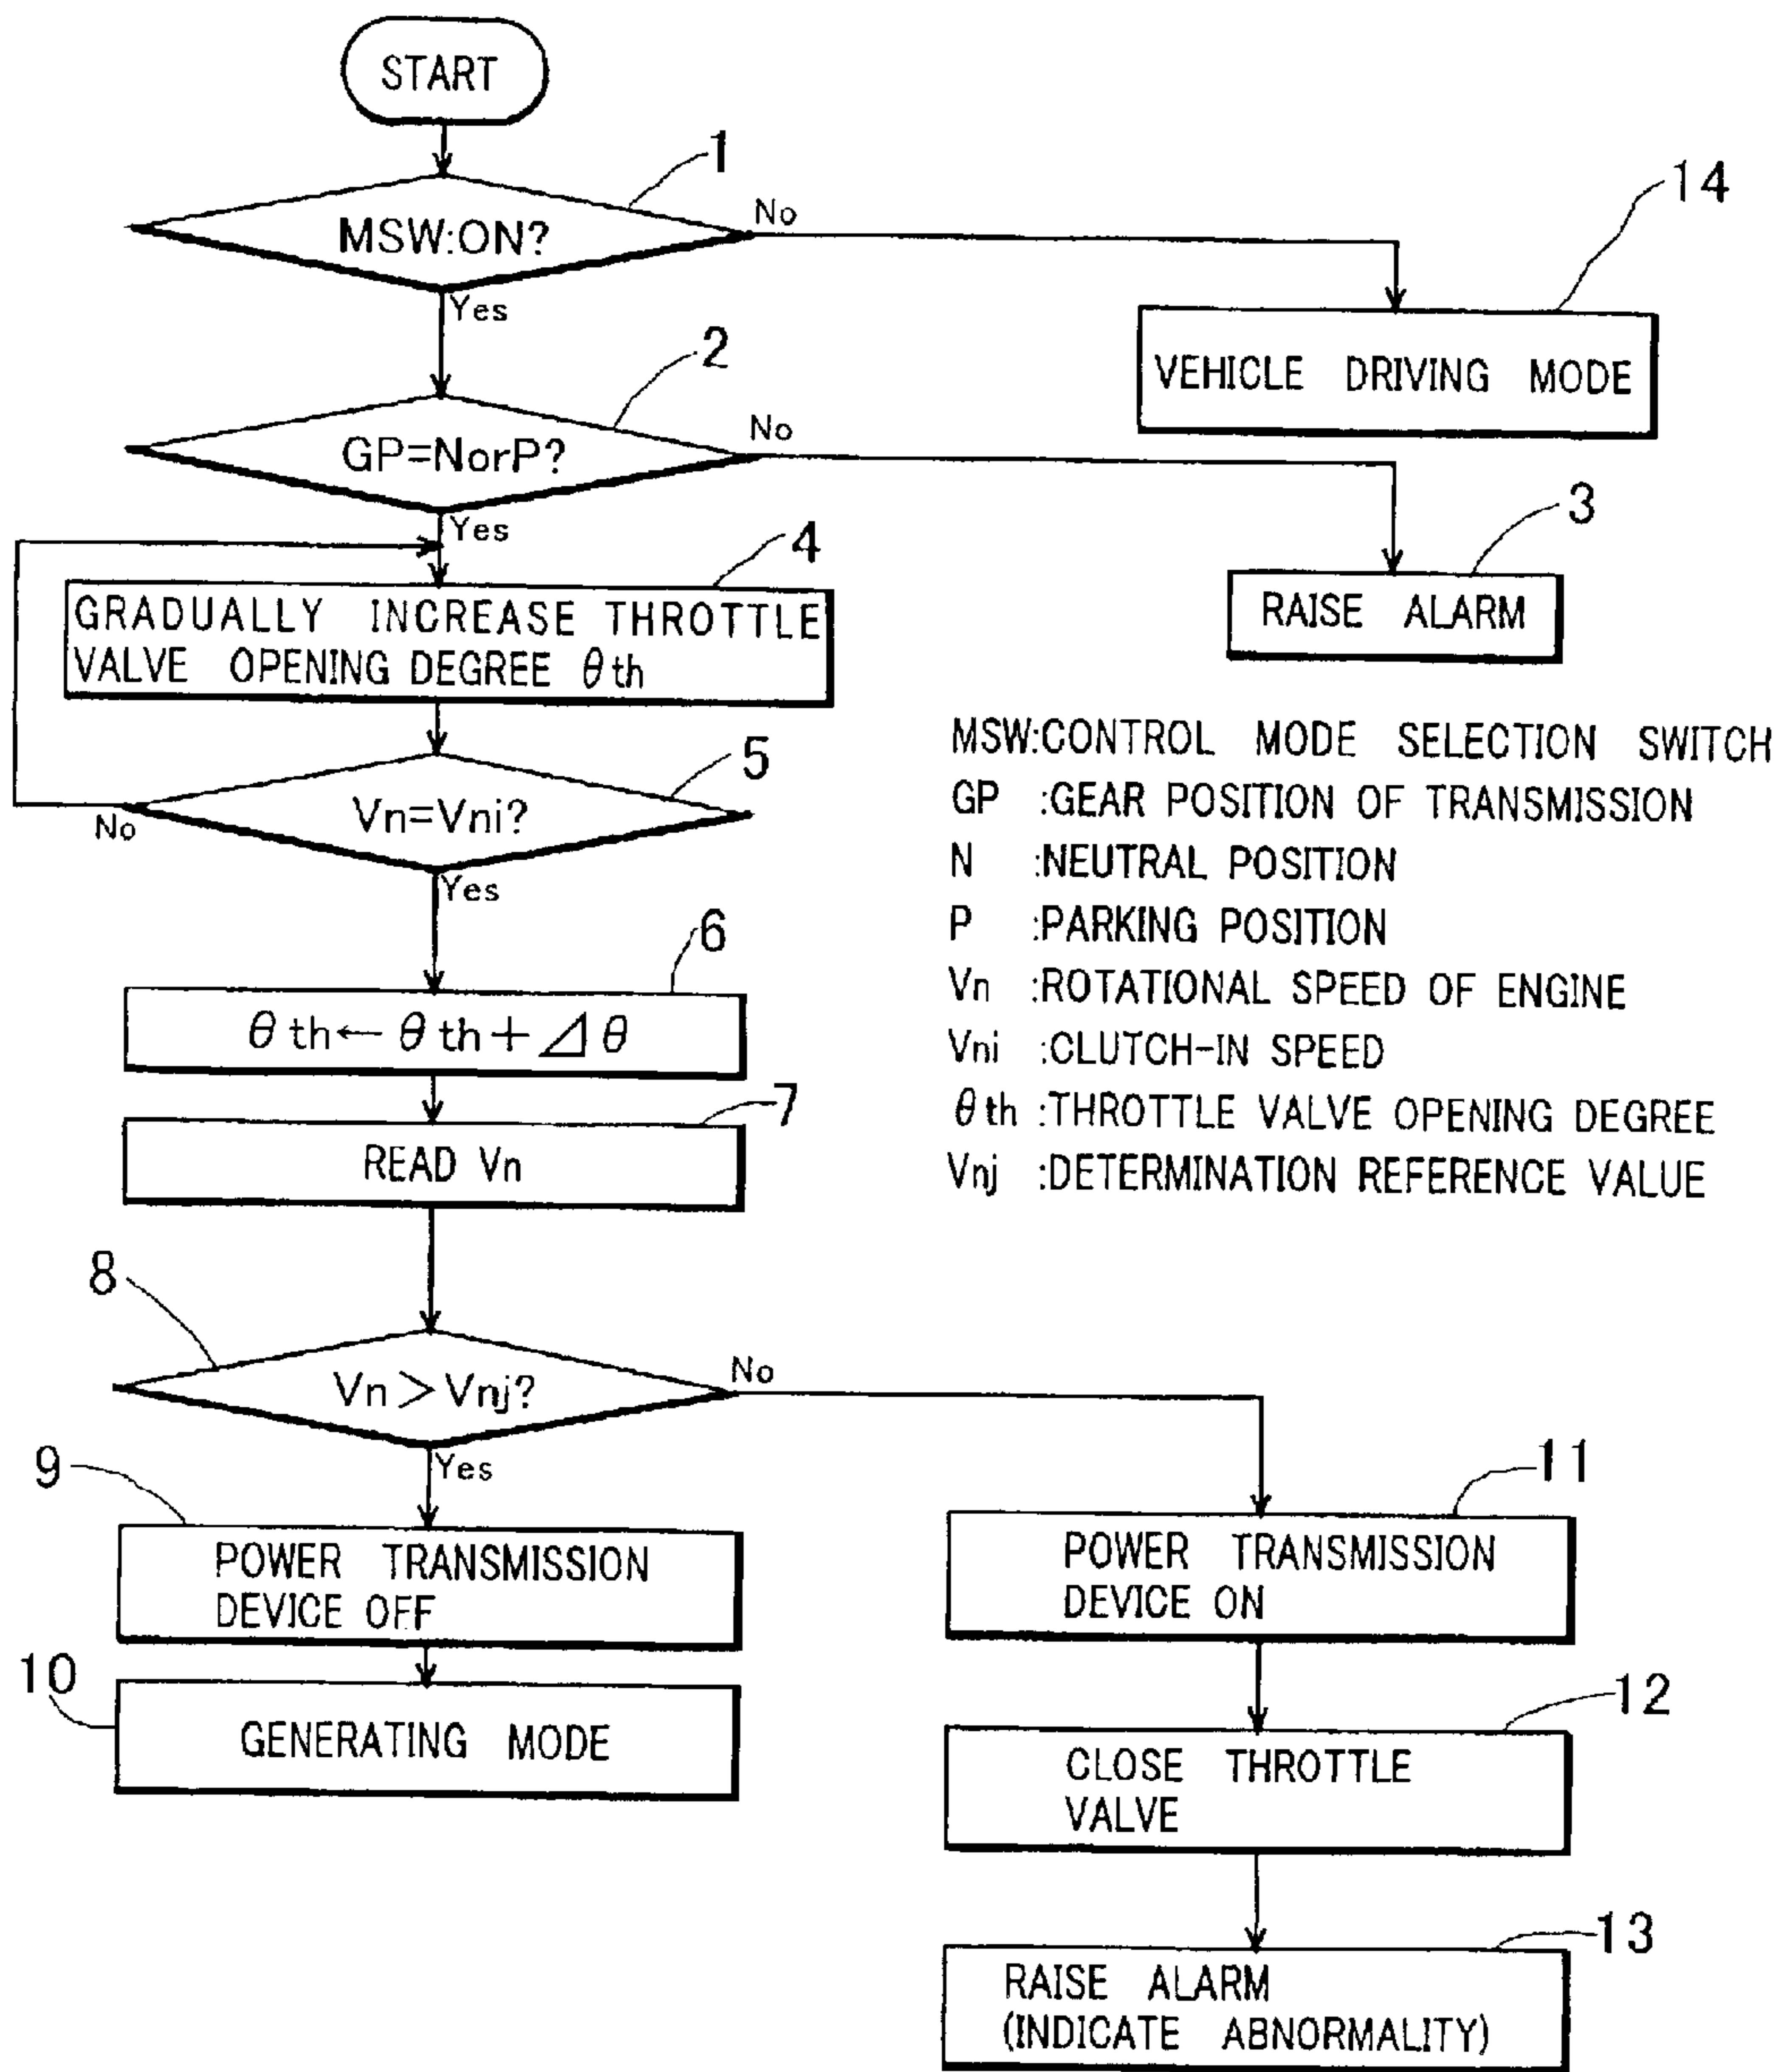 START
1
MSW:ON?
No
Yes
14
VEHICLE DRIVING MODE
2
GP=NorP?
No
Yes
3
RAISE ALARM
4
GRADUALLY INCREASE THROTTLE
VALVE OPENING DEGREE θth
5
Vn=Vni?
No
Yes
MSW:CONTROL MODE SELECTION SWITCH
GP :GEAR POSITION OF TRANSMISSION
N :NEUTRAL POSITION
P :PARKING POSITION
Vn :ROTATIONAL SPEED OF ENGINE
Vni :CLUTCH-IN SPEED
θth :THROTTLE VALVE OPENING DEGREE
Vnj :DETERMINATION REFERENCE VALUE
6
θth←θth+⊿θ
7
READ Vn
8
Vn>Vnj?
No
Yes
9
POWER TRANSMISSION
DEVICE OFF
10
GENERATING MODE
11
POWER TRANSMISSION
DEVICE ON
12
CLOSE THROTTLE
VALVE
13
RAISE ALARM
(INDICATE ABNORMALITY)